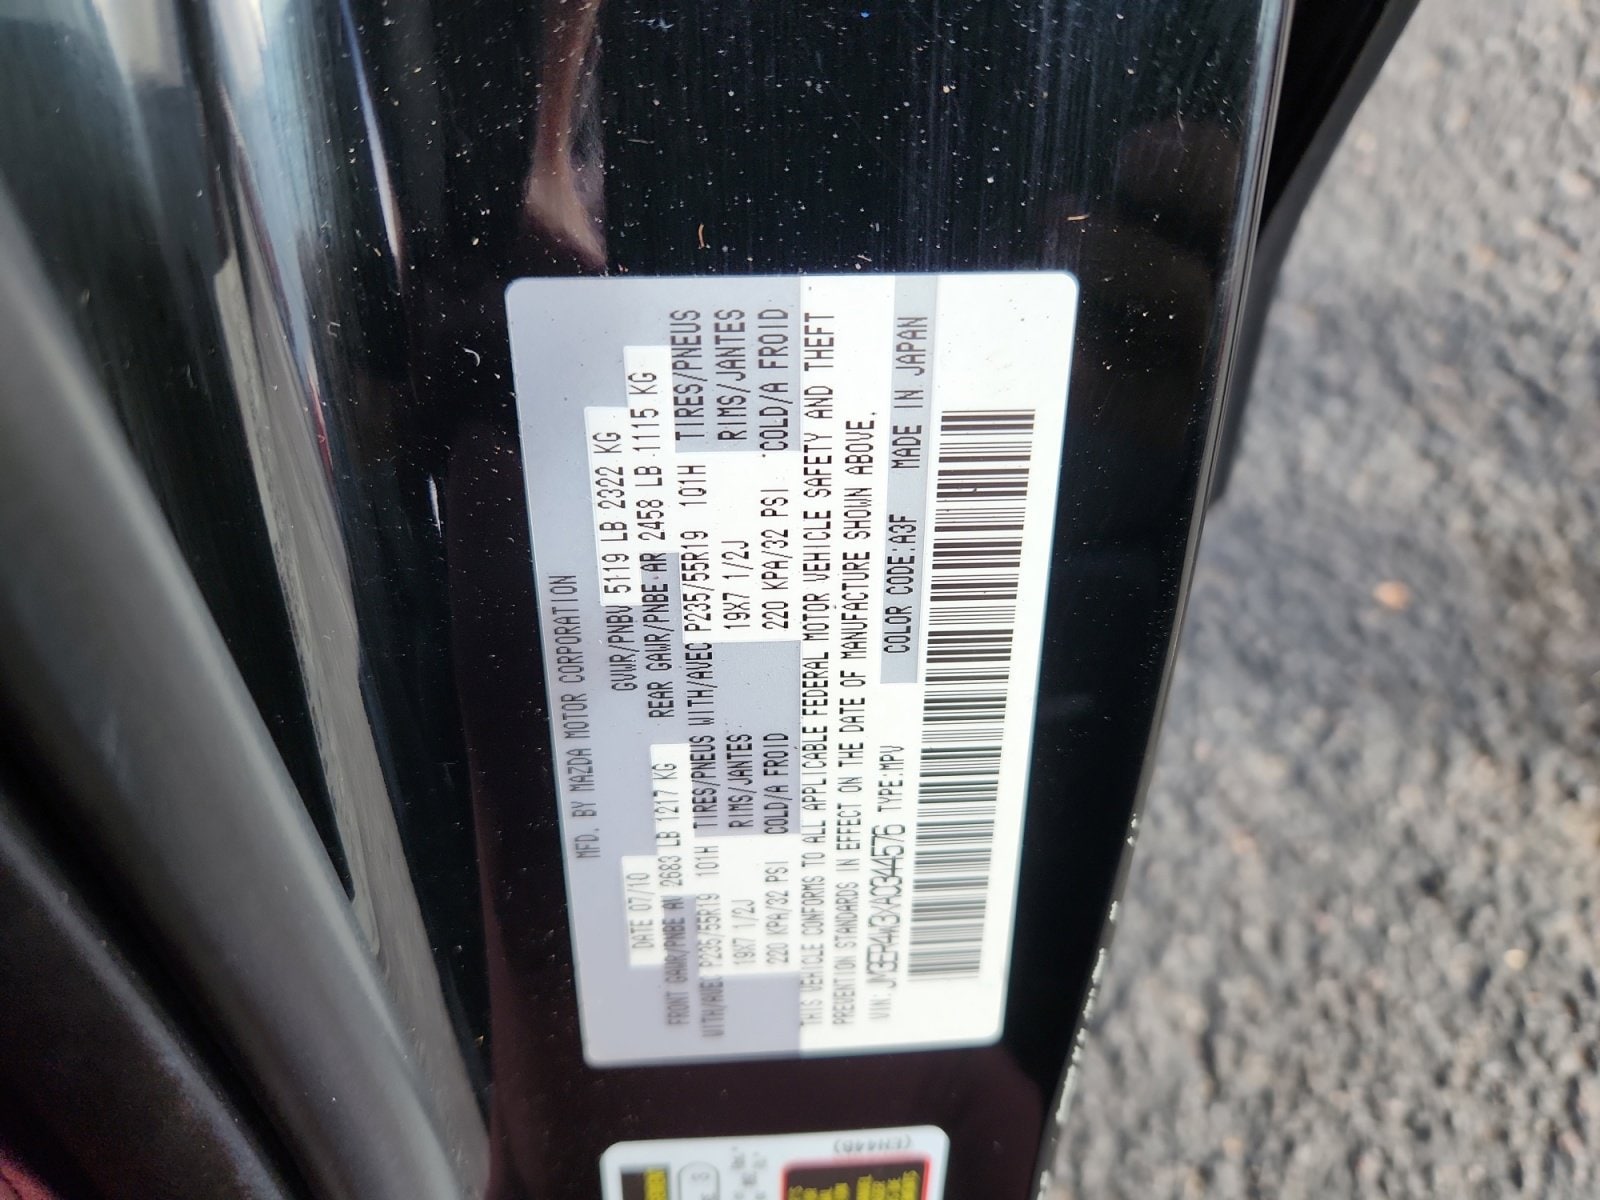 MFD. BY MAZDA MOTOR CORPORATION
DATE 07/10 GVWR/PNBV 5119 LB 2322 KG
FRONT GAWR/PNBE AV 2683 LB 1217 KG REAR GAWR/PNBE AR 2458 LB 1115 KG
WITH/AVEC P235/55R19 101H TIRES/PNEUS WITH/AVEC P235/55R19 101H TIRES/PNEUS
19X7 1/2J RIMS/JANTES 19X7 1/2J RIMS/JANTES
220 KPA/32 PSI COLD/A FROID 220 KPA/32 PSI COLD/A FROID
THIS VEHICLE CONFORMS TO ALL APPLICABLE FEDERAL MOTOR VEHICLE SAFETY AND THEFT
PREVENTION STANDARDS IN EFFECT ON THE DATE OF MANUFACTURE SHOWN ABOVE.
VIN: JM3EP4W3XA0344576 TYPE:MPV COLOR CODE:A3F MADE IN JAPAN
(EH44B)